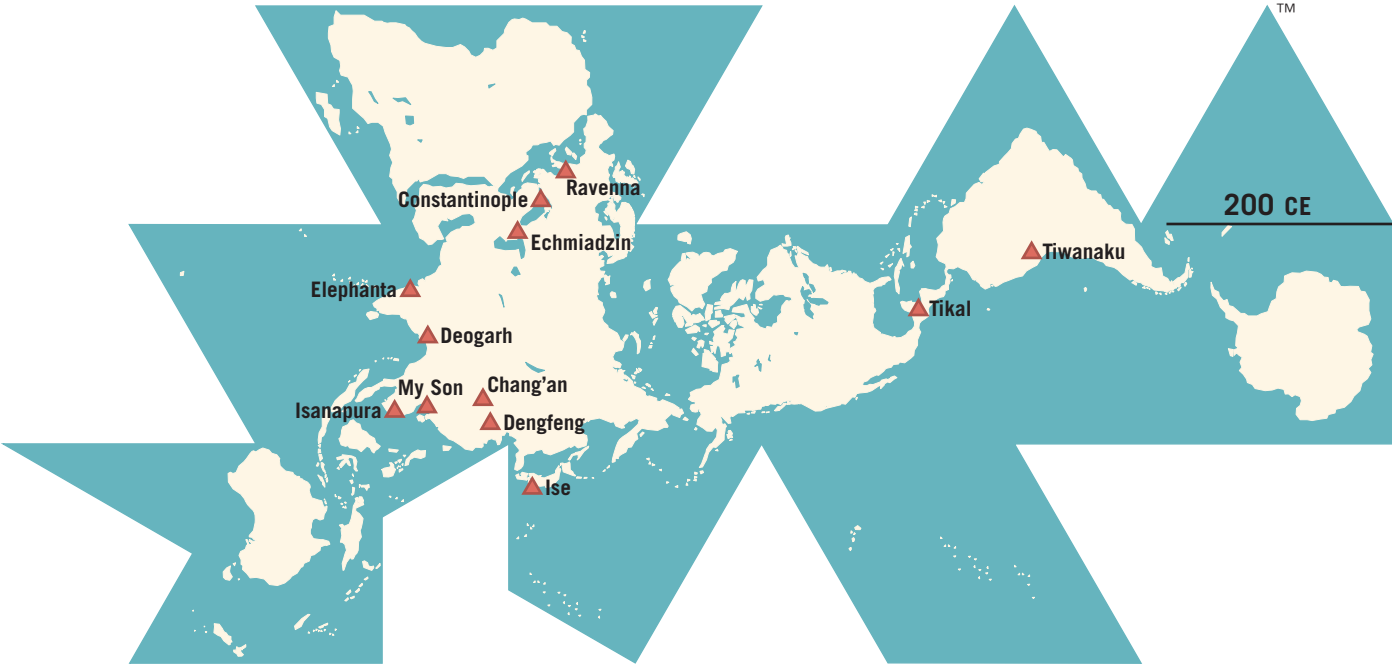 TM
Ravenna
Constantinople
200 CE
Echmiadzin
Tiwanaku
Elephanta
Tikal
Deogarh
My Son
Chang’an
Isanapura
Dengfeng
Ise